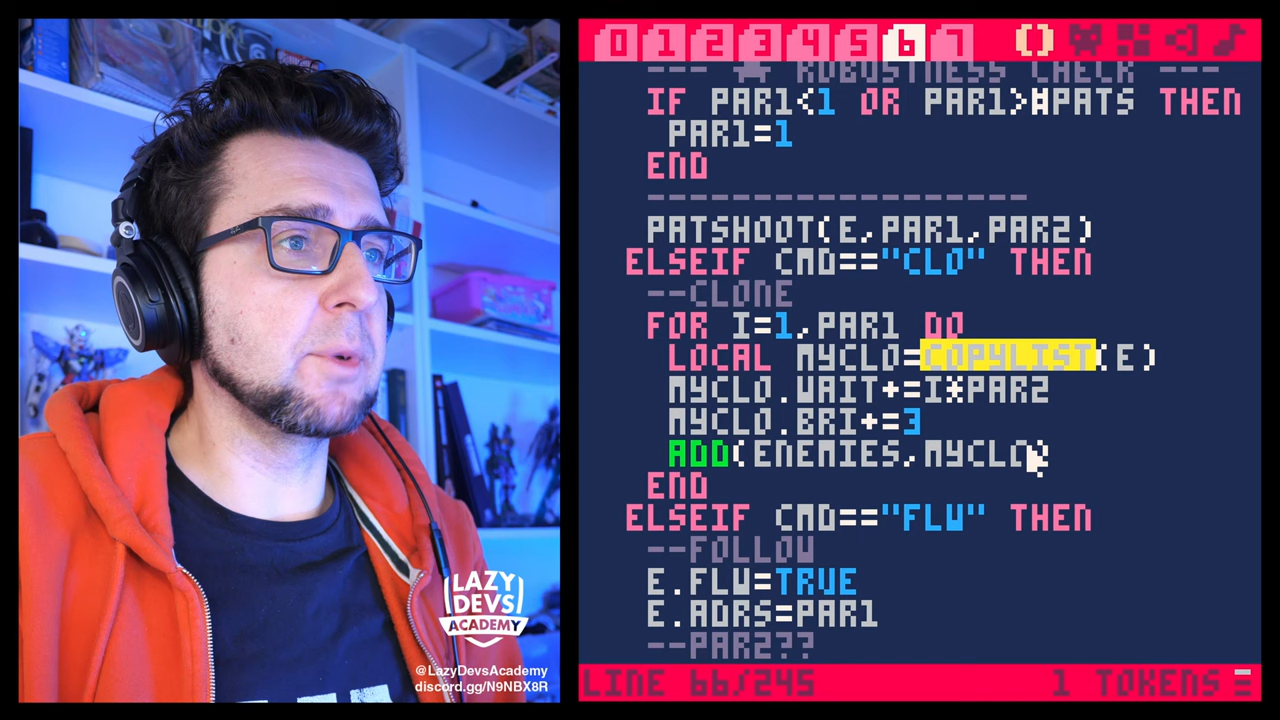 0 1 2 3 4 5 6 7 ()
--- ROBUSTNESS CHECK ---
IF PAR1<1 OR PAR1>#PATS THEN
PAR1=1
END
------------------
PATSHOOT(E,PAR1,PAR2)
ELSEIF CMD=="CLO" THEN
--CLONE
FOR I=1,PAR1 DO
LOCAL MYCLO=COPYLIST(E)
MYCLO.WAIT+=I*PAR2
MYCLO.BRI+=3
ADD(ENEMIES,MYCLO)
END
ELSEIF CMD=="FLW" THEN
--FOLLOW
E.FLW=TRUE
E.AORS=PAR1
--PAR2??
LINE 66/245 1 TOKENS
LAZY
DEVS
ACADEMY
@LazyDevsAcademy
discord.gg/N9NBX8R